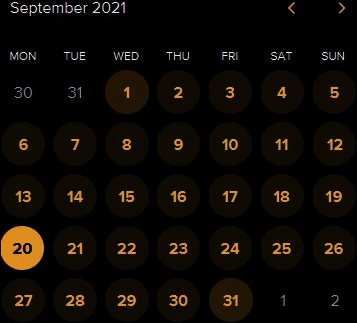 September 2021
MON TUE WED THU FRI SAT SUN
30 31 1 2 3 4 5
6 7 8 9 10 11 12
13 14 15 16 17 18 19
20 21 22 23 24 25 26
27 28 29 30 31 1 2